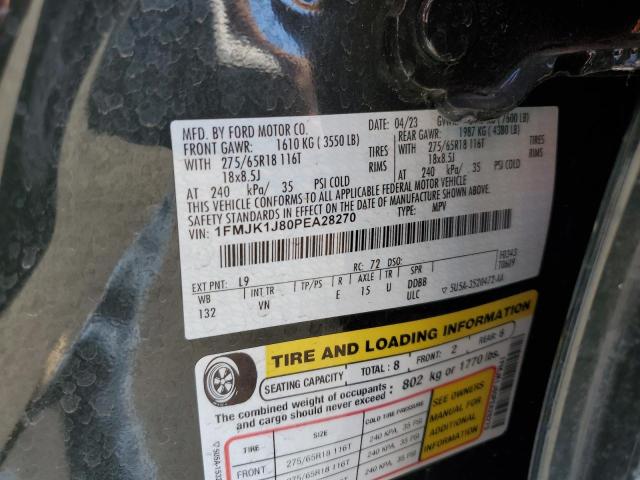 MFD. BY FORD MOTOR CO.
DATE: 04/23
FRONT GAWR: 1610 KG ( 3550 LB)
REAR GAWR: 1987 KG ( 4380 LB)
WITH 275/65R18 116T TIRES
275/65R18 116T TIRES
18x8.5J RIMS
18x8.5J RIMS
AT 240 kPa/ 35 PSI COLD
AT 240 kPa/ 35 PSI COLD
THIS VEHICLE CONFORMS TO ALL APPLICABLE FEDERAL MOTOR VEHICLE
SAFETY STANDARDS IN EFFECT ON THE DATE OF MANUFACTURE SHOWN ABOVE.
VIN: 1FMJK1J80PEA28270
TYPE: MPV
F0343
T0609
EXT PNT: L9 RC: 72 DSO:
WB INT TR TP/PS R AXLE TR SPR
132 VN E 15 U DDBB
ULC
TIRE AND LOADING INFORMATION
SEATING CAPACITY TOTAL : 8 FRONT: 2 REAR: 6
The combined weight of occupants
and cargo should never exceed : 802 kg or 1770 lbs.
TIRE SIZE COLD TIRE PRESSURE
FRONT 275/65R18 116T 240 KPA, 35 PSI
SEE OWNERS
MANUAL FOR
ADDITIONAL
INFORMATION